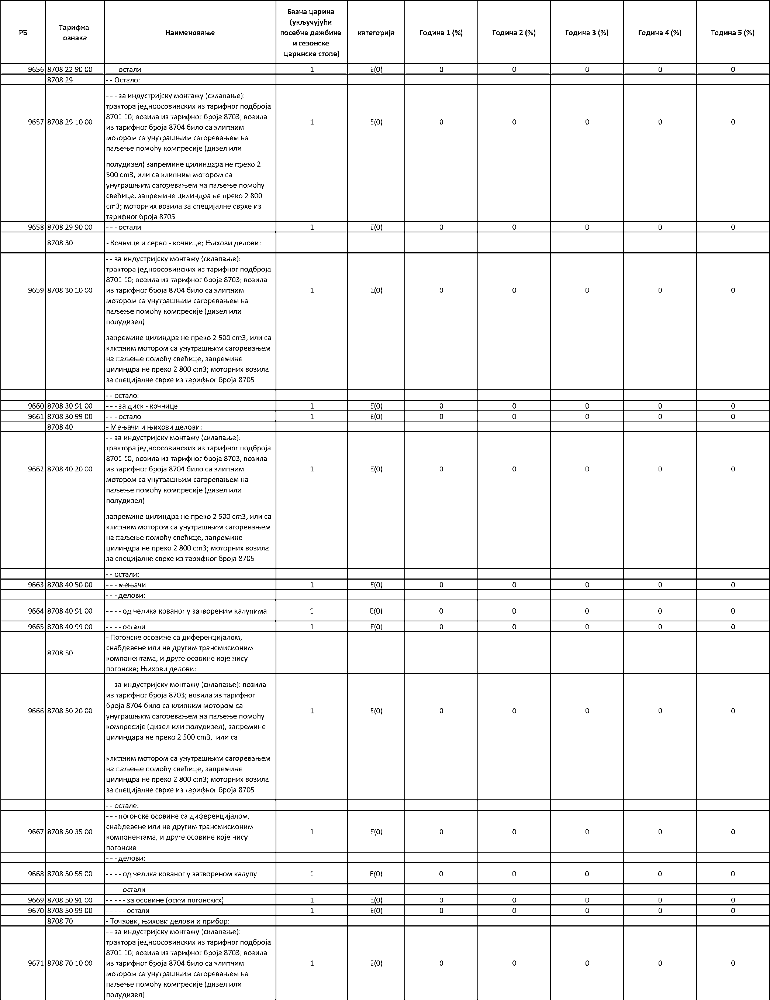 РБ Тарифна ознака Наименовање Базна царина (укључујући посебне дажбине и сезонске царинске стопе) категорија Година 1 (%) Година 2 (%) Година 3 (%) Година 4 (%) Година 5 (%)
9656 8708 22 90 00 - - - остали 1 E(0) 0 0 0 0 0
8708 29 - - Остало:
- - - за индустријску монтажу (склапање):
трактора једноосовинских из тарифног подброја
8701 10; возила из тарифног броја 8703; возила
9657 8708 29 10 00 из тарифног броја 8704 било са клипним 1 E(0) 0 0 0 0 0
мотором са унутрашњим сагоревањем на
паљење помоћу компресије (дизел или
полудизел) запремине цилиндара не преко 2
500 cm3, или са клипним мотором са
унутрашњим сагоревањем на паљење помоћу
свећице, запремине цилиндра не преко 2 800
cm3; моторних возила за специјалне сврхе из
тарифног броја 8705
9658 8708 29 90 00 - - - остали 1 E(0) 0 0 0 0 0
8708 30 - Кочнице и серво - кочнице; Њихови делови:
- - за индустријску монтажу (склапање):
трактора једноосовинских из тарифног подброја
8701 10; возила из тарифног броја 8703; возила
9659 8708 30 10 00 из тарифног броја 8704 било са клипним 1 E(0) 0 0 0 0 0
мотором са унутрашњим сагоревањем на
паљење помоћу компресије (дизел или
полудизел)
запремине цилиндра не преко 2 500 cm3, или са
клипним мотором са унутрашњим сагоревањем
на паљење помоћу свећице, запремине
цилиндра не преко 2 800 cm3; моторних возила
за специјалне сврхе из тарифног броја 8705
- - остало:
9660 8708 30 91 00 - - - за диск - кочнице 1 E(0) 0 0 0 0 0
9661 8708 30 99 00 - - - остало 1 E(0) 0 0 0 0 0
8708 40 - Мењачи и њихови делови:
- - за индустријску монтажу (склапање):
трактора једноосовинских из тарифног подброја
8701 10; возила из тарифног броја 8703; возила
9662 8708 40 20 00 из тарифног броја 8704 било са клипним 1 E(0) 0 0 0 0 0
мотором са унутрашњим сагоревањем на
паљење помоћу компресије (дизел или
полудизел)
запремине цилиндра не преко 2 500 cm3, или са
клипним мотором са унутрашњим сагоревањем
на паљење помоћу свећице, запремине
цилиндра не преко 2 800 cm3; моторних возила
за специјалне сврхе из тарифног броја 8705
- - остали:
9663 8708 40 50 00 - - - мењачи 1 E(0) 0 0 0 0 0
- - - делови:
9664 8708 40 91 00 - - - - од челика кованог у затвореним калупима 1 E(0) 0 0 0 0 0
9665 8708 40 99 00 - - - - остали 1 E(0) 0 0 0 0 0
- Погонске осовине са диференцијалом,
снабдевене или не другим трансмисионим
8708 50 компонентама, и друге осовине које нису
погонске; Њихови делови:
- - за индустријску монтажу (склапање): возила
из тарифног броја 8703; возила из тарифног
броја 8704 било са клипним мотором са
9666 8708 50 20 00 унутрашњим сагоревањем на паљење помоћу 1 E(0) 0 0 0 0 0
компресије (дизел или полудизел), запремине
цилиндара не преко 2 500 cm3, или са
клипним мотором са унутрашњим сагоревањем
на паљење помоћу свећице, запремине
цилиндра не преко 2 800 cm3; моторних возила
за специјалне сврхе из тарифног броја 8705
- - остале:
- - - погонске осовине са диференцијалом,
снабдевене или не другим трансмисионим
9667 8708 50 35 00 компонентама, и друге осовине које нису 1 E(0) 0 0 0 0 0
погонске
- - - делови:
9668 8708 50 55 00 - - - - од челика кованог у затвореном калупу 1 E(0) 0 0 0 0 0
- - - - остали
9669 8708 50 91 00 - - - - - за осовине (осим погонских) 1 E(0) 0 0 0 0 0
9670 8708 50 99 00 - - - - - остали 1 E(0) 0 0 0 0 0
8708 70 - Точкови, њихови делови и прибор:
- - за индустријску монтажу (склапање):
трактора једноосовинских из тарифног подброја
8701 10; возила из тарифног броја 8703; возила
9671 8708 70 10 00 из тарифног броја 8704 било са клипним 1 E(0) 0 0 0 0 0
мотором са унутрашњим сагоревањем на
паљење помоћу компресије (дизел или
полудизел)